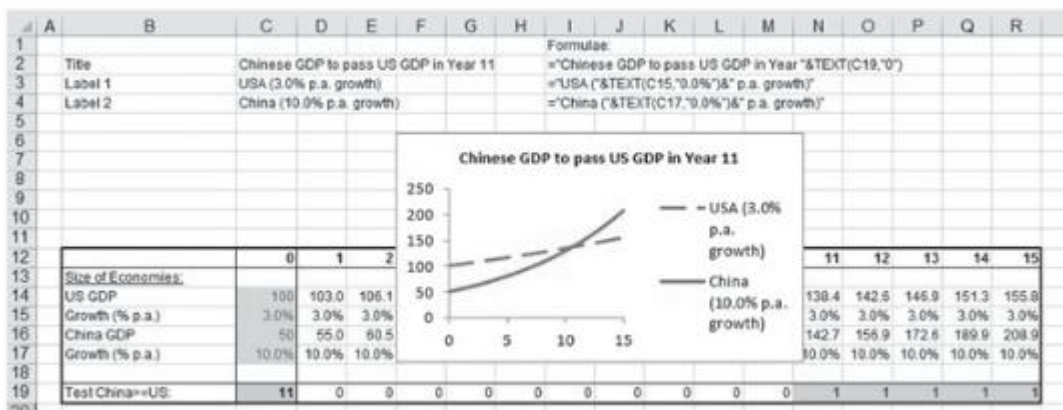 A B C D E F G H I J K L M N O P Q R
1 Formulae:
2 Title Chinese GDP to pass US GDP in Year 11 ="Chinese GDP to pass US GDP in Year "&TEXT(C19,"0")
3 Label 1 USA (3.0% p.a. growth) ="USA ("&TEXT(C15,"0.0%")&" p.a. growth)"
4 Label 2 China (10.0% p.a. growth) ="China ("&TEXT(C17,"0.0%")&" p.a. growth)"
5
6
7
8
9
10
11
Chinese GDP to pass US GDP in Year 11
250
200
150
100
50
0
0 5 10 15
USA (3.0%
p.a.
growth)
China
(10.0% p.a.
growth)
12 0 1 2 11 12 13 14 15
13 Size of Economies:
14 US GDP 100 103.0 106.1 138.4 142.6 146.9 151.3 155.8
15 Growth (% p.a.) 3.0% 3.0% 3.0% 3.0% 3.0% 3.0% 3.0% 3.0%
16 China GDP 50 55.0 60.5 142.7 156.9 172.6 189.9 208.9
17 Growth (% p.a.) 10.0% 10.0% 10.0% 10.0% 10.0% 10.0% 10.0% 10.0%
18
19 Test China>=US: 11 0 0 0 0 0 0 0 0 0 0 1 1 1 1 1